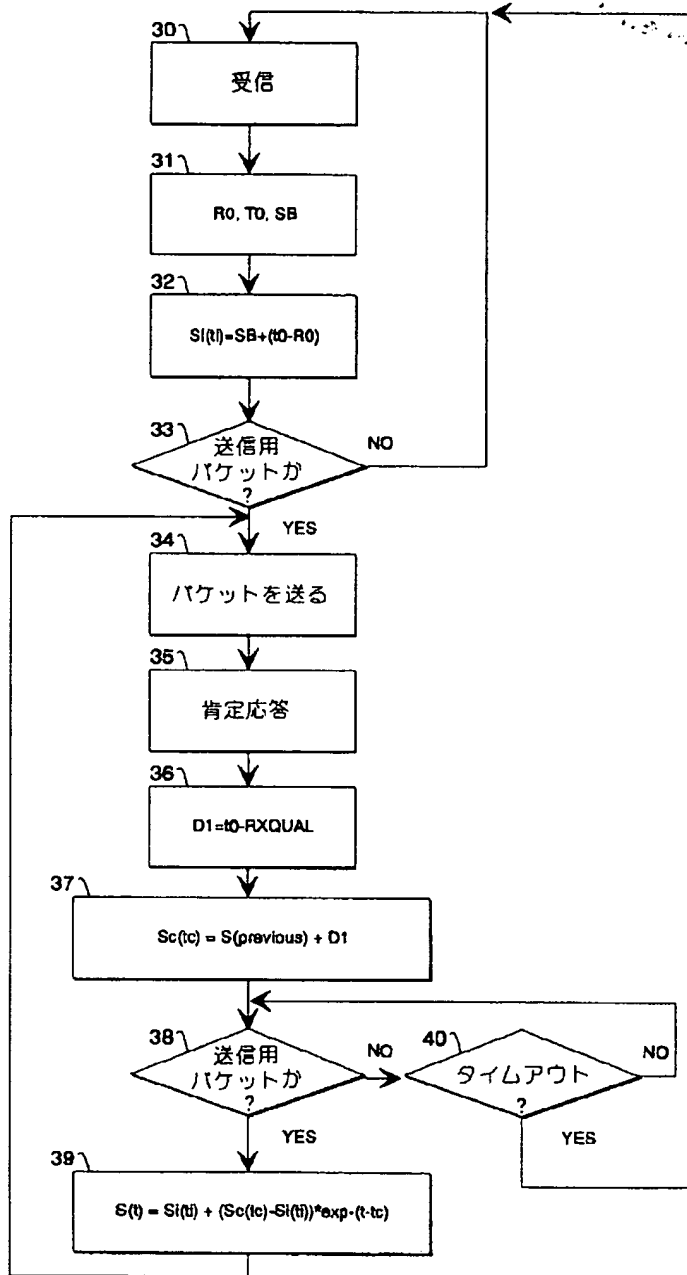 30
受信
31
R0, T0, SB
32
Si(ti)=SB+(t0-R0)
33
送信用
パケットか
?
NO
YES
34
パケットを送る
35
肯定応答
36
D1=t0-RXQUAL
37
Sc(tc) = S(previous) + D1
38
送信用
パケットか
?
NO
YES
40
タイムアウト
?
NO
YES
39
S(t) = Si(ti) + (Sc(tc)-Si(ti))*exp-(t-tc)